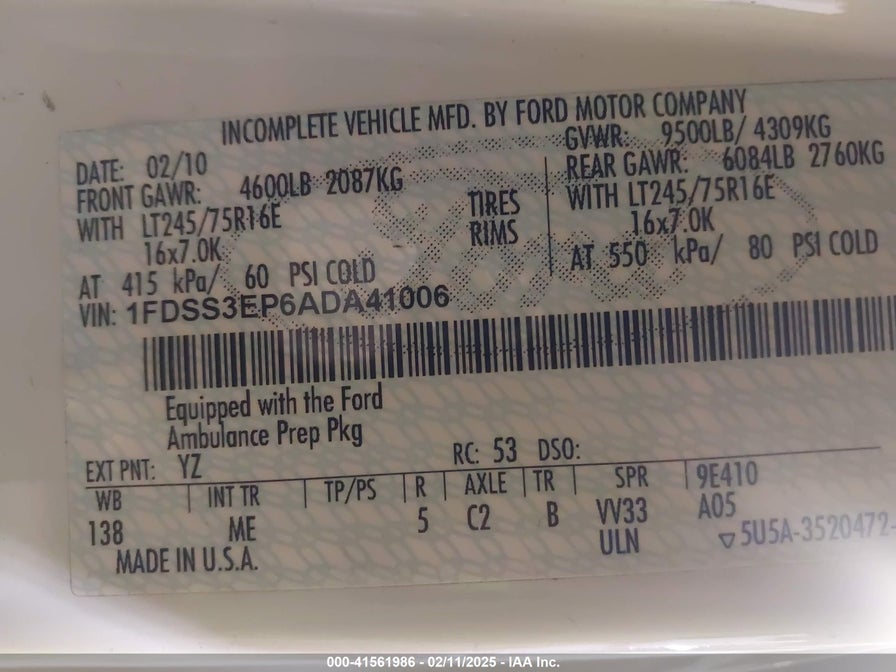 INCOMPLETE VEHICLE MFD. BY FORD MOTOR COMPANY
DATE: 02/10 GVWR: 9500LB/ 4309KG
FRONT GAWR: 4600LB 2087KG REAR GAWR: 6084LB 2760KG
WITH LT245/75R16E TIRES WITH LT245/75R16E
16x7.0K RIMS 16x7.0K
AT 415 kPa/ 60 PSI COLD AT 550 kPa/ 80 PSI COLD
VIN: 1FDSS3EP6ADA41006
Equipped with the Ford
Ambulance Prep Pkg
EXT PNT: YZ RC: 53 DSO:
WB INT TR TP/PS R AXLE TR SPR 9E410
138 ME 5 C2 B VV33 A05
ULN ▽5U5A-3520472-
MADE IN U.S.A.
000-41561986 - 02/11/2025 - IAA Inc.